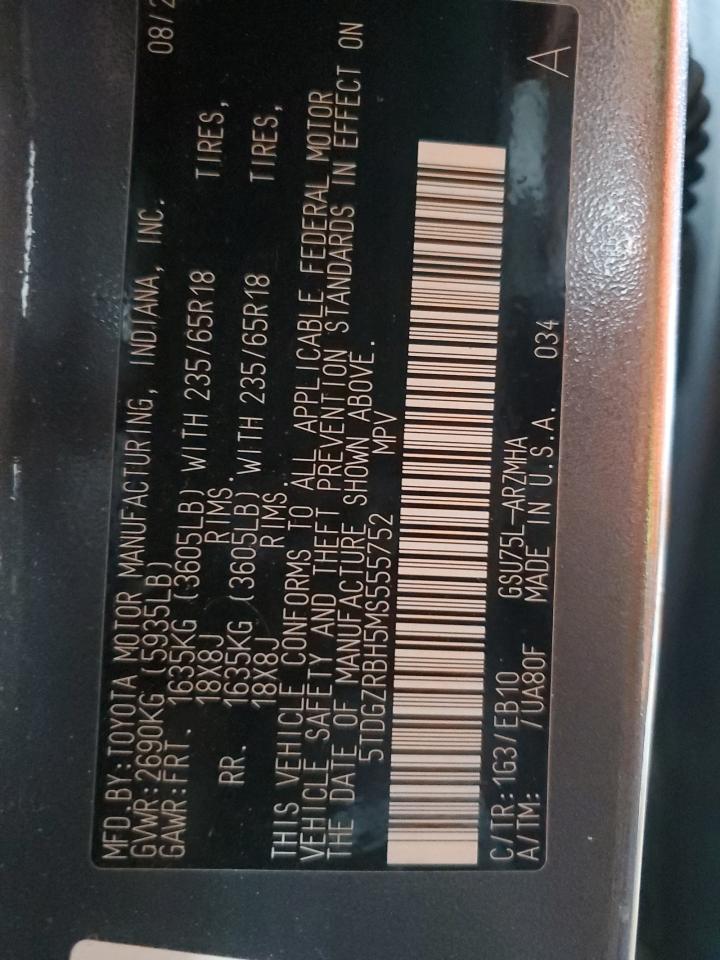 MFD.BY:TOYOTA MOTOR MANUFACTURING, INDIANA, INC. 08/2
GVWR:2690KG (5935LB)
GAWR:FRT. 1635KG (3605LB) WITH 235/65R18 TIRES,
18X8J RIMS.
RR. 1635KG (3605LB) WITH 235/65R18 TIRES,
18X8J RIMS.
THIS VEHICLE CONFORMS TO ALL APPLICABLE FEDERAL MOTOR
VEHICLE SAFETY AND THEFT PREVENTION STANDARDS IN EFFECT ON
THE DATE OF MANUFACTURE SHOWN ABOVE.
5TDGZRBH5MS555752 MPV
C/TR:1G3/EB10 GSU75L-ARZMHA
A/TM: /UA80F MADE IN U.S.A. 034 A